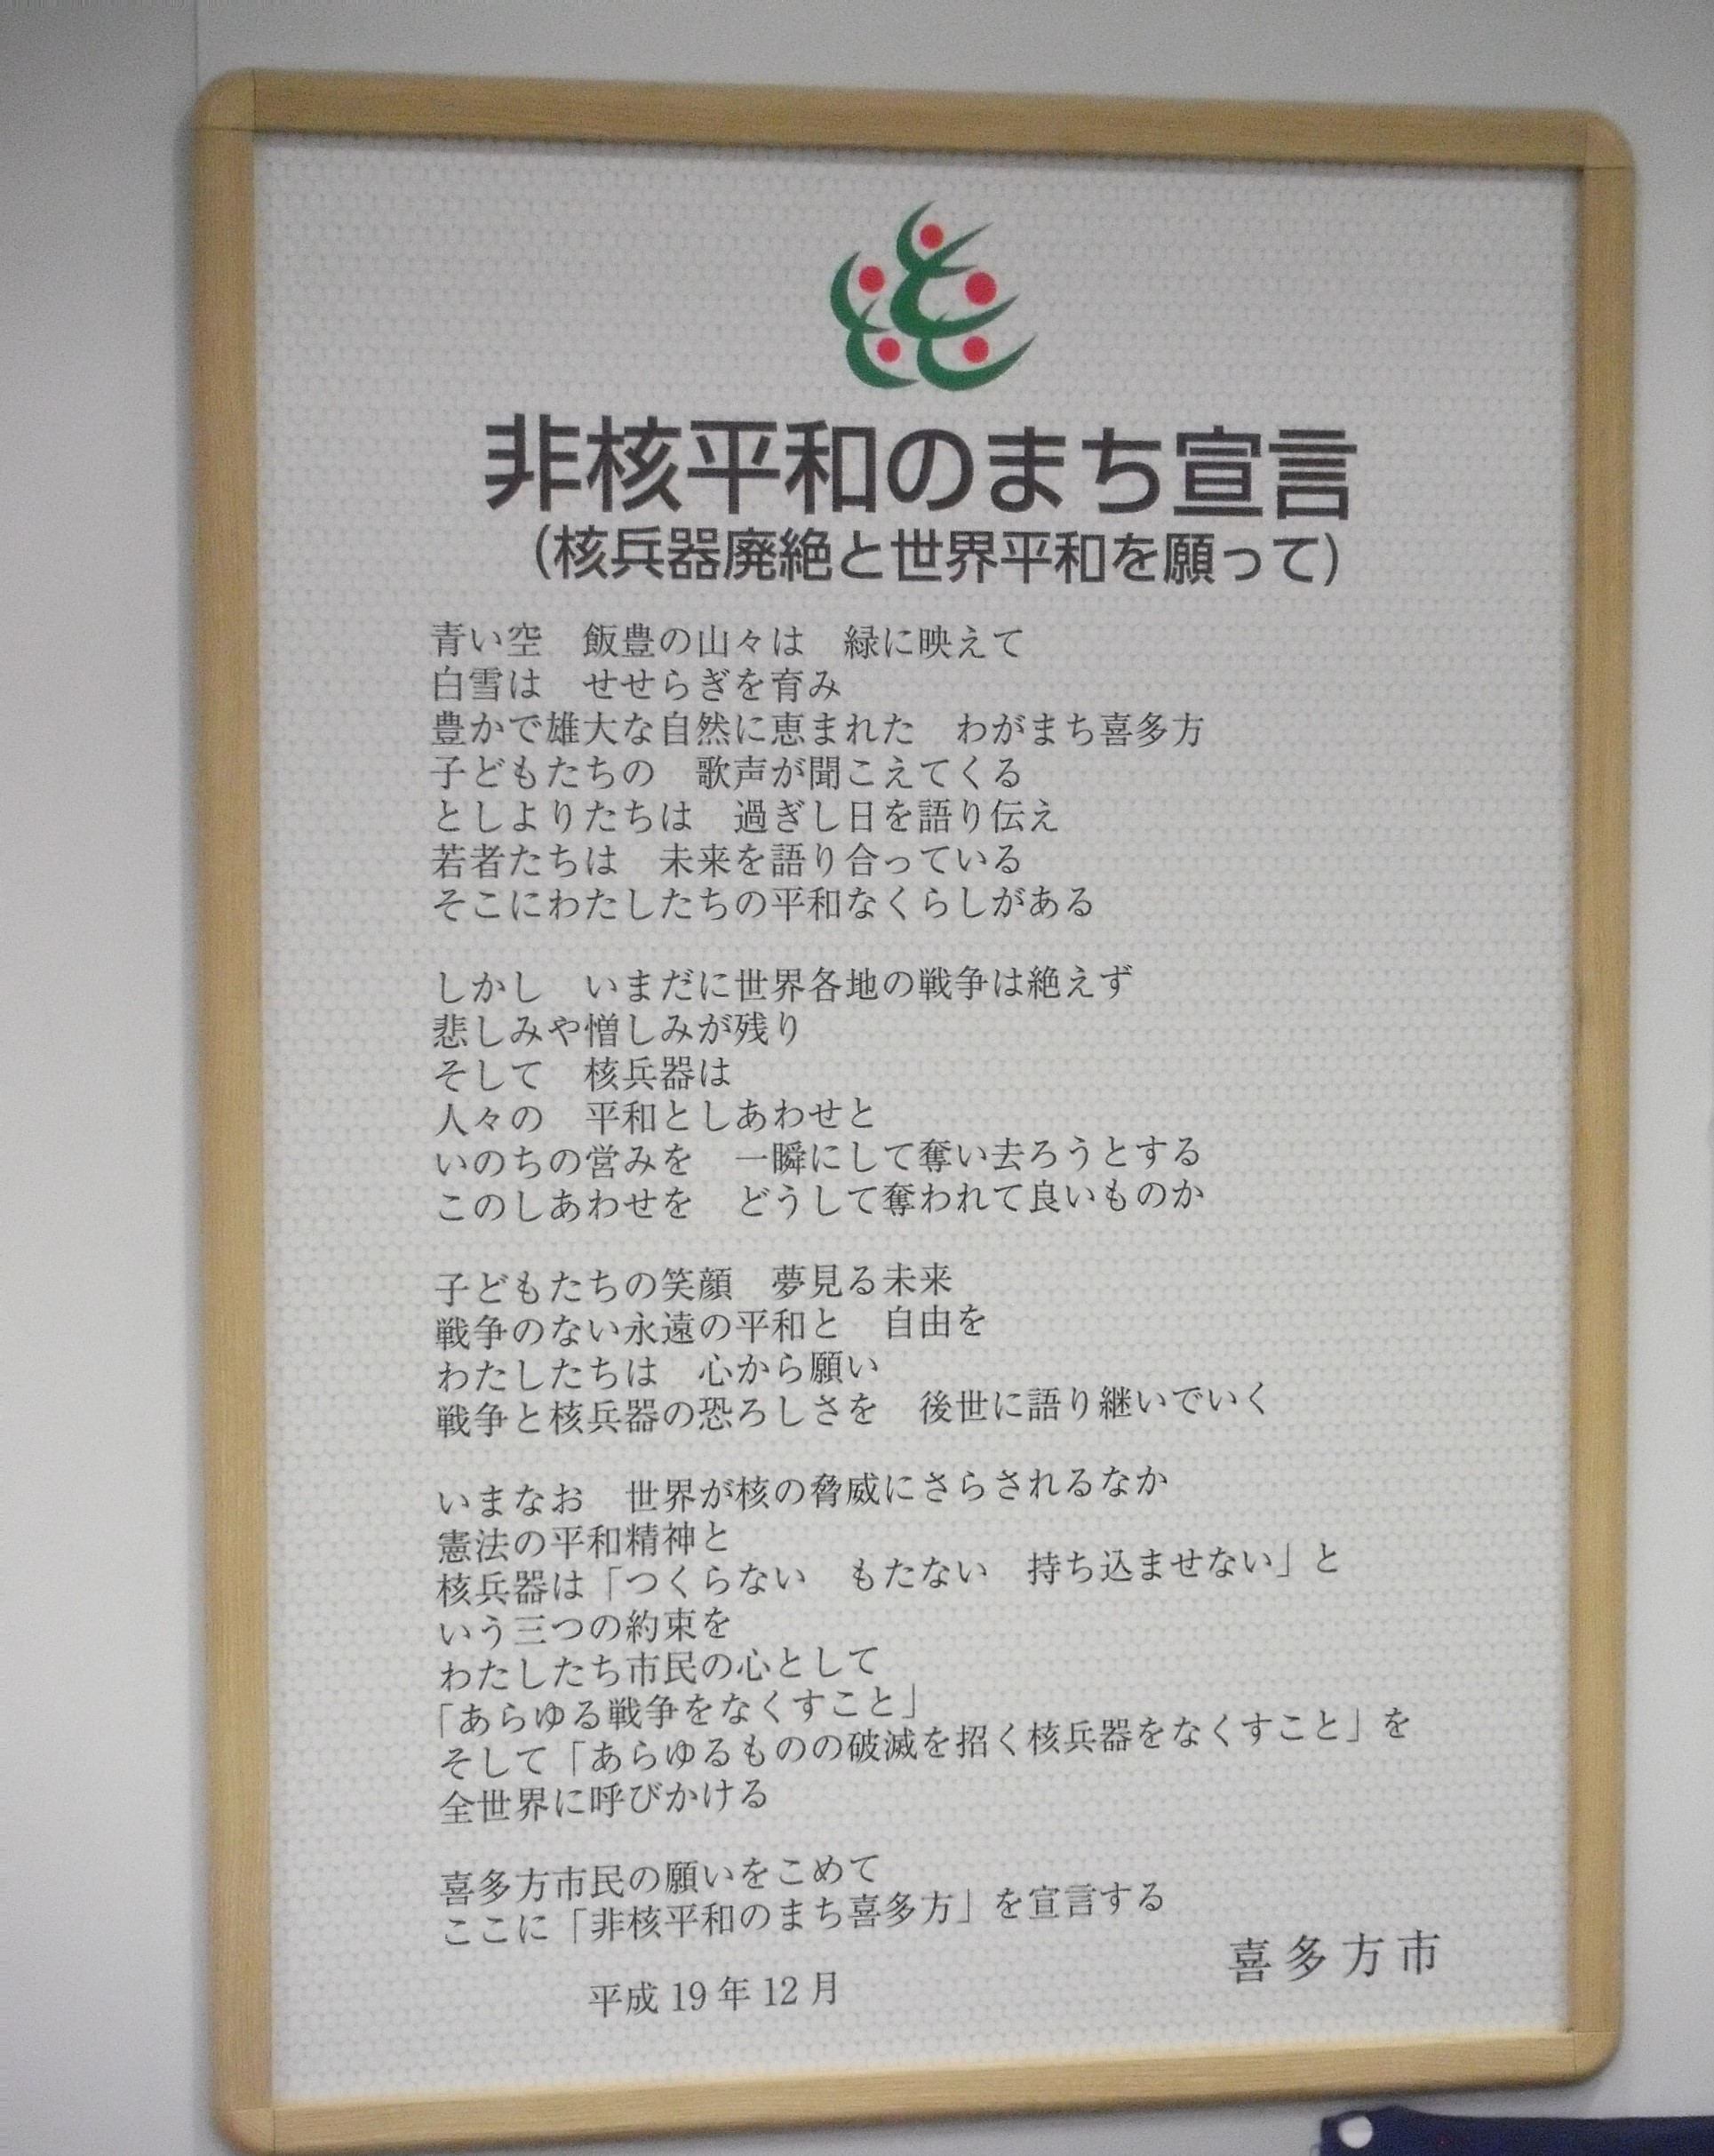 非核平和のまち宣言
（核兵器廃絶と世界平和を願って）
青い空　飯豊の山々は　緑に映えて
白雪は　せせらぎを育み
豊かで雄大な自然に恵まれた　わがまち喜多方
子どもたちの　歌声が聞こえてくる
としよりたちは　過ぎし日を語り伝え
若者たちは　未来を語り合っている
そこにわたしたちの平和なくらしがある
しかし　いまだに世界各地の戦争は絶えず
悲しみや憎しみが残り
そして　核兵器は
人々の　平和としあわせと
いのちの営みを　一瞬にして奪い去ろうとする
このしあわせを　どうして奪われて良いものか
子どもたちの笑顔　夢見る未来
戦争のない永遠の平和と　自由を
わたしたちは　心から願い
戦争と核兵器の恐ろしさを　後世に語り継いでいく
いまなお　世界が核の脅威にさらされるなか
憲法の平和精神と
核兵器は「つくらない　もたない　持ち込ませない」と
いう三つの約束を
わたしたち市民の心として
「あらゆる戦争をなくすこと」
そして「あらゆるものの破滅を招く核兵器をなくすこと」を
全世界に呼びかける
喜多方市民の願いをこめて
ここに「非核平和のまち喜多方」を宣言する
喜多方市
平成19年12月